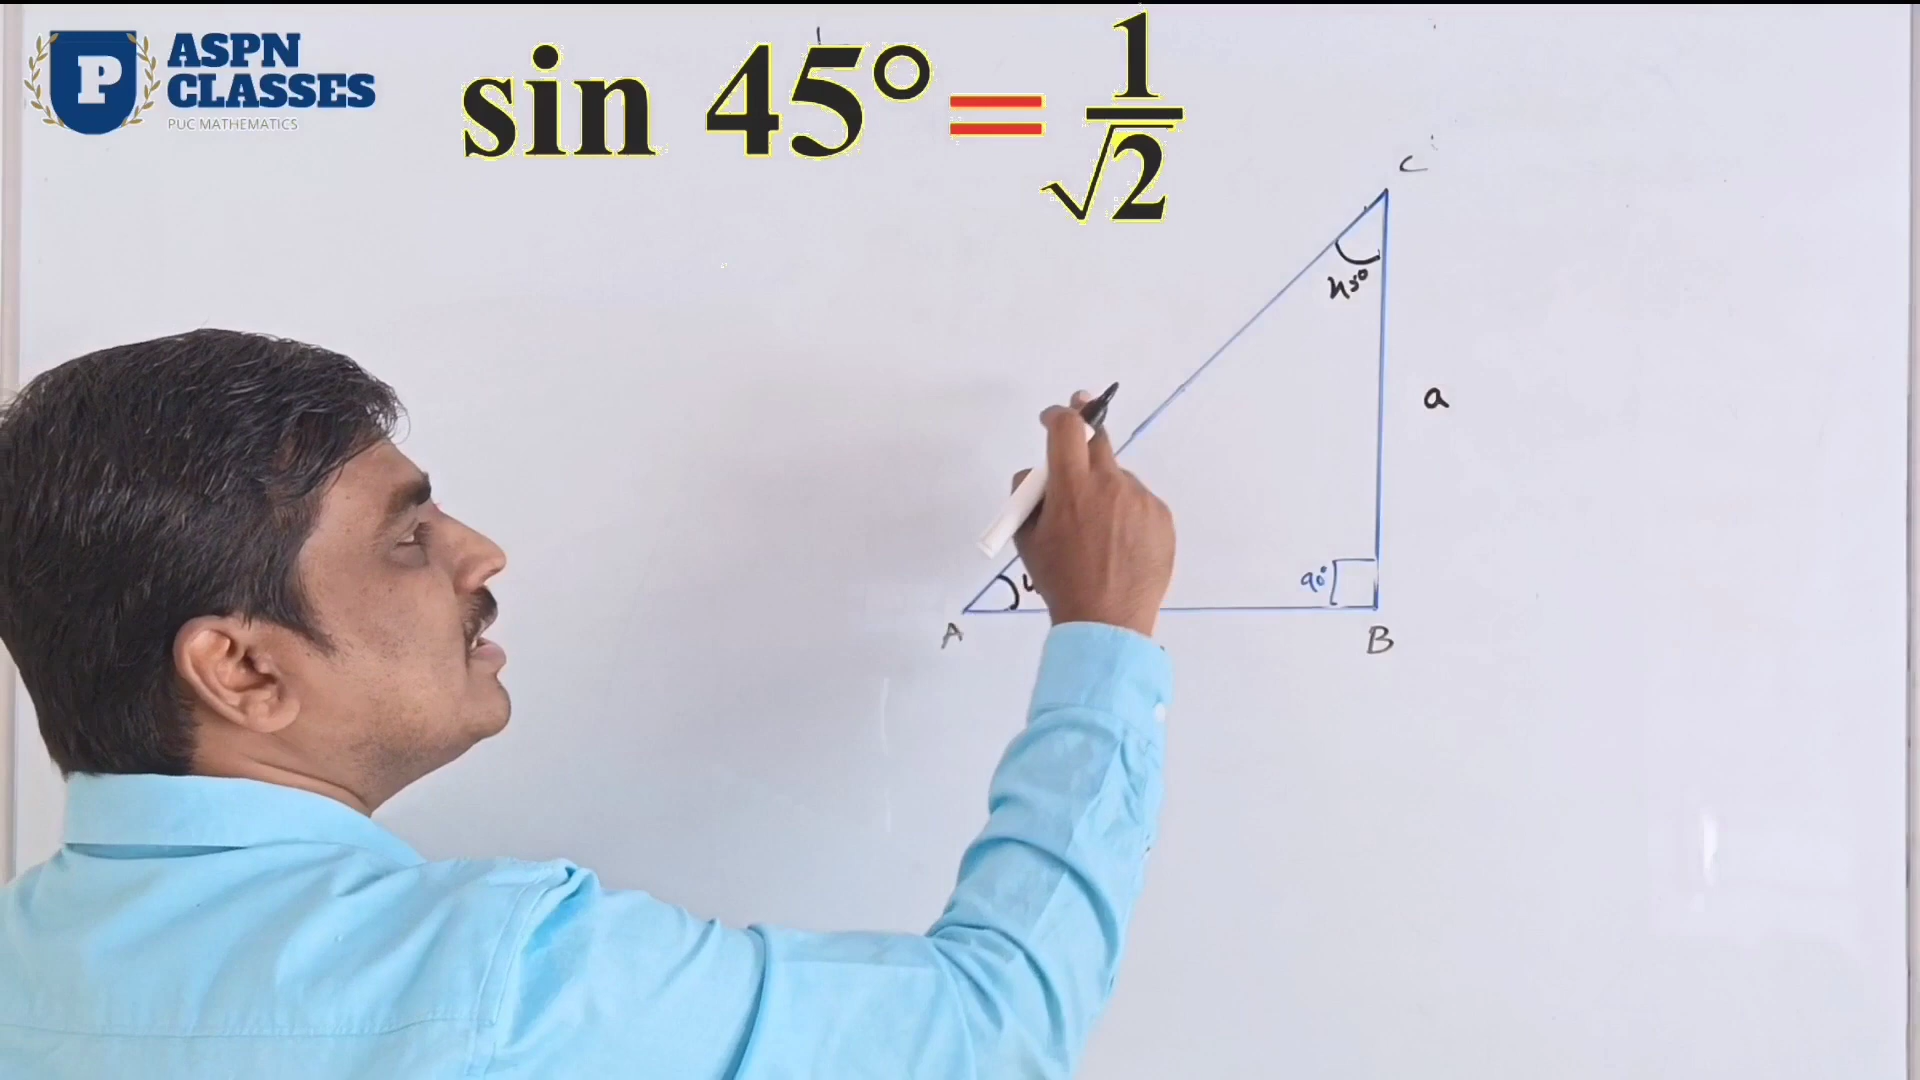 ASPN
CLASSES
PUC MATHEMATICS
sin 45° = 1/√2
C
45°
a
90°
A
B